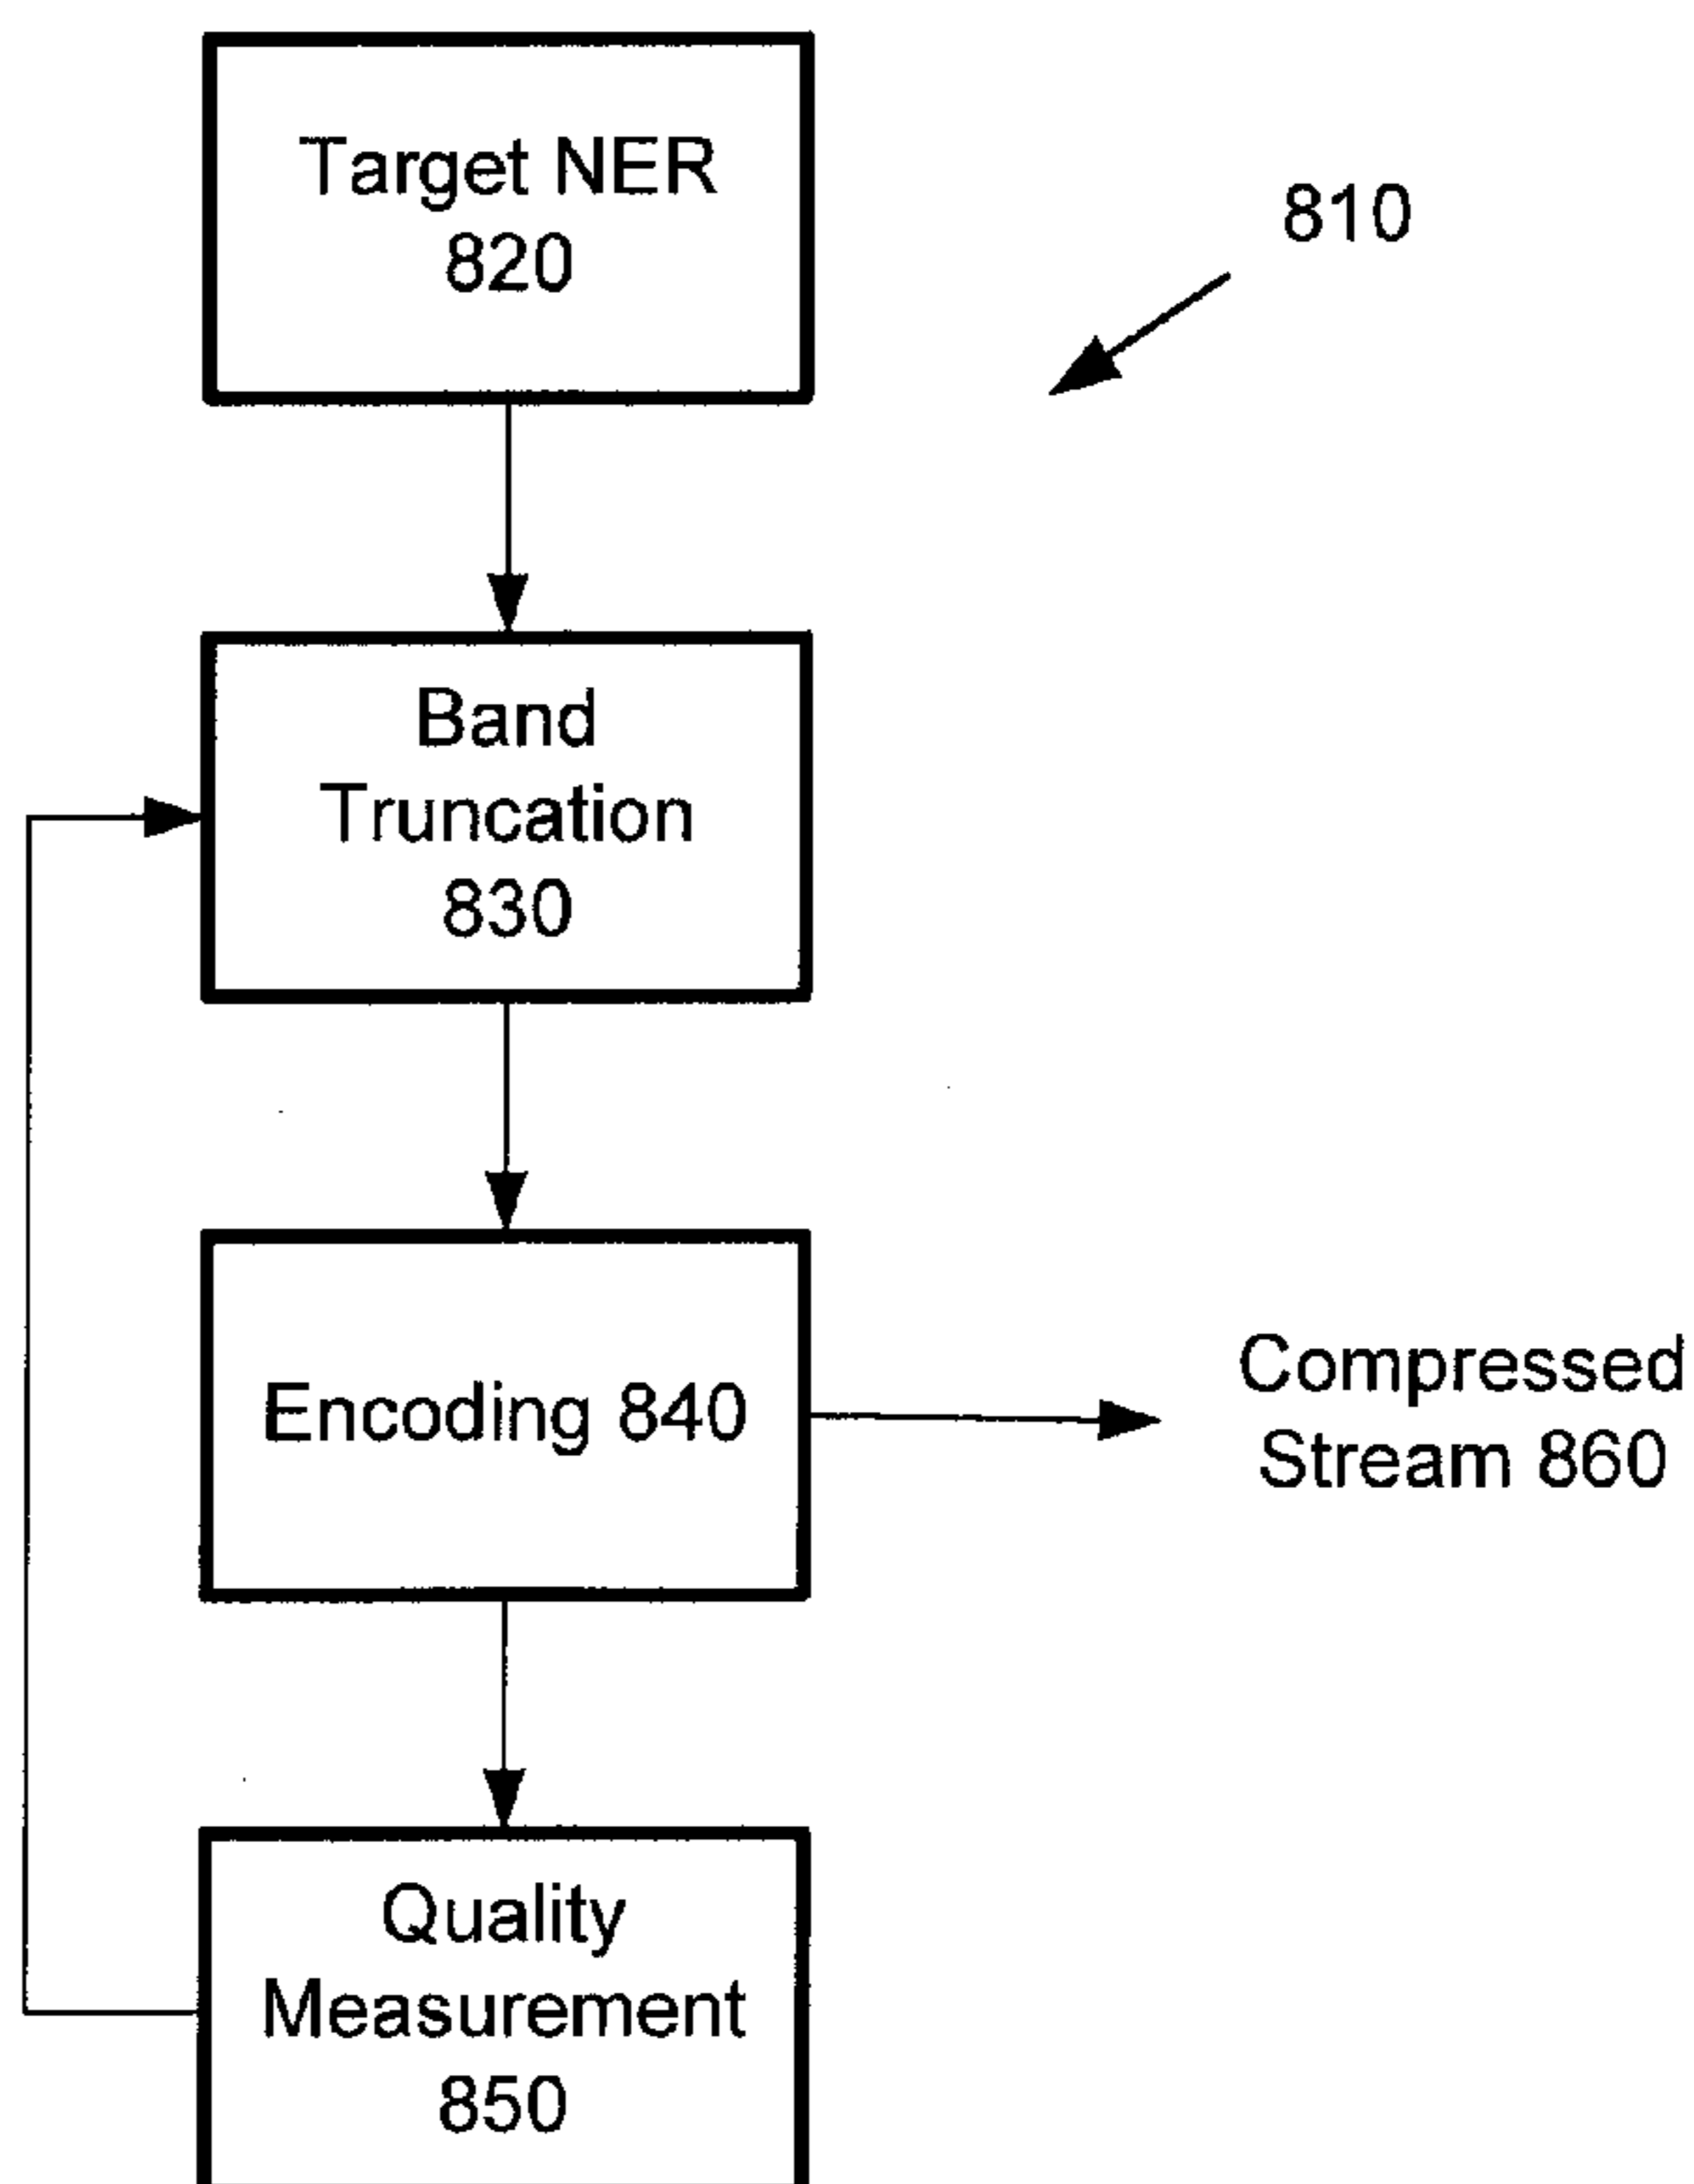 Target NER
820
810
Band
Truncation
830
Encoding 840
Compressed
Stream 860
Quality
Measurement
850